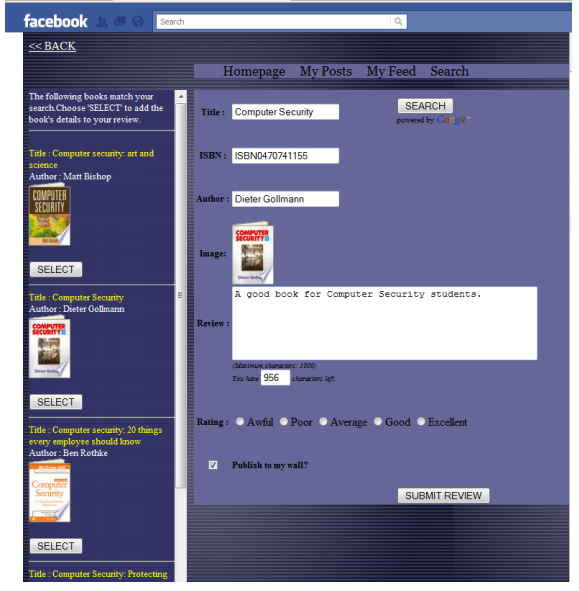 facebook
Search
<< BACK
Homepage My Posts My Feed Search
The following books match your
search.Choose 'SELECT' to add the
book's details to your review.
Title : Computer security: art and
science
Author : Matt Bishop
COMPUTER
SECURITY
SELECT
Title : Computer Security
Author : Dieter Gollmann
COMPUTER
SECURITY
Dieter Gollmann
SELECT
Title : Computer security: 20 things
every employee should know
Author : Ben Rothke
Computer
Security
SELECT
Title : Computer Security: Protecting
Title : Computer Security
SEARCH
powered by Google™
ISBN : ISBN0470741155
Author : Dieter Gollmann
Image:
COMPUTER
SECURITY
Dieter Gollmann
Review : A good book for Computer Security students.
(Maximum characters: 1000)
You have 956 characters left.
Rating : Awful Poor Average Good Excellent
Publish to my wall?
SUBMIT REVIEW